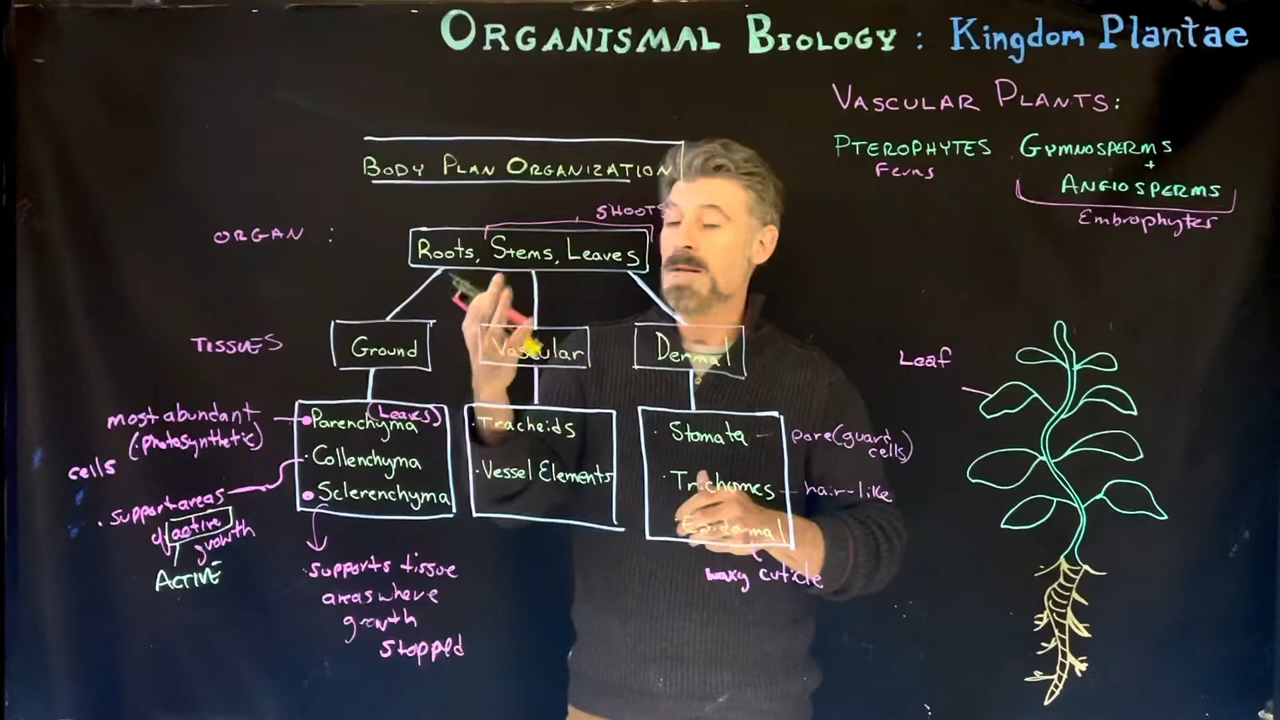 ORGANISMAL BIOLOGY : Kingdom Plantae
VASCULAR PLANTS:
PTEROPHYTES
Ferns
GYMNOSPERMS
+
ANGIOSPERMS
Embrophytes
BODY PLAN ORGANIZATION
SHOOTS
ORGAN :
Roots, Stems, Leaves
TISSUES
Ground
Vascular
Dermal
most abundant
(photosynthetic)
cells
• Parenchyma
(Leaves)
· Collenchyma
• Sclerenchyma
· support areas
of active
growth
ACTIVE
supports tissue
areas where
growth
stopped
· Tracheids
· Vessel Elements
· Stomata - pore (guard
cells)
· Trichomes - hair-like
· Epidermal
waxy cuticle
Leaf